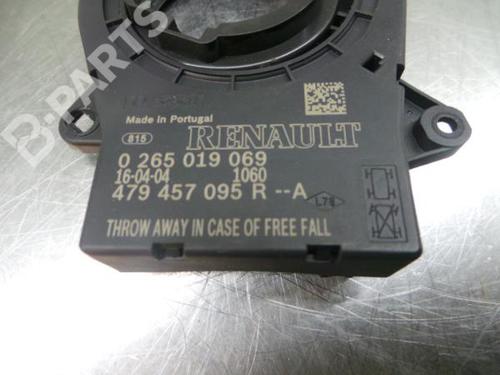 B-PARTS
Made in Portugal
815
RENAULT
0 265 019 069
16-04-04 1060
479 457 095 R --A
THROW AWAY IN CASE OF FREE FALL